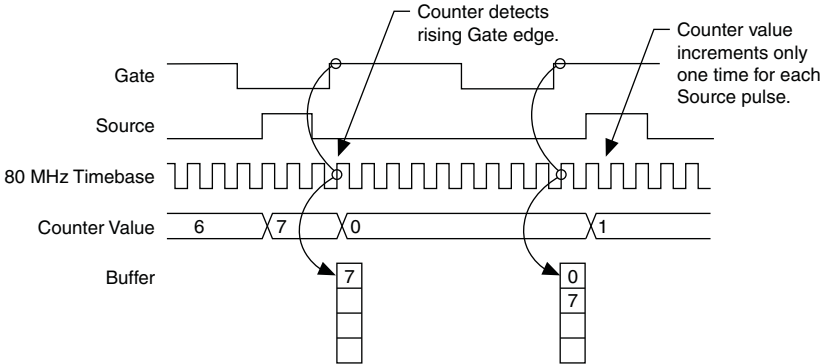 Counter detects
rising Gate edge.
Counter value
increments only
one time for each
Source pulse.
Gate
Source
80 MHz Timebase
Counter Value
6
7
0
1
Buffer
7
0
7